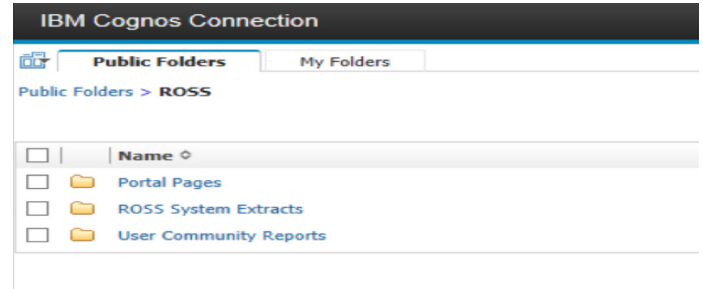 IBM Cognos Connection
Public Folders My Folders
Public Folders > ROSS
Name
Portal Pages
ROSS System Extracts
User Community Reports